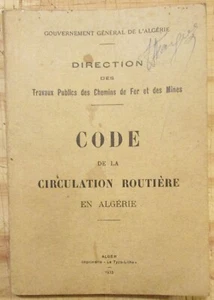 GOUVERNEMENT GÉNÉRAL DE L'ALGÉRIE
DIRECTION
DES
Travaux Publics des Chemins de Fer et des Mines
CODE
DE LA
CIRCULATION ROUTIÈRE
EN ALGÉRIE
ALGER